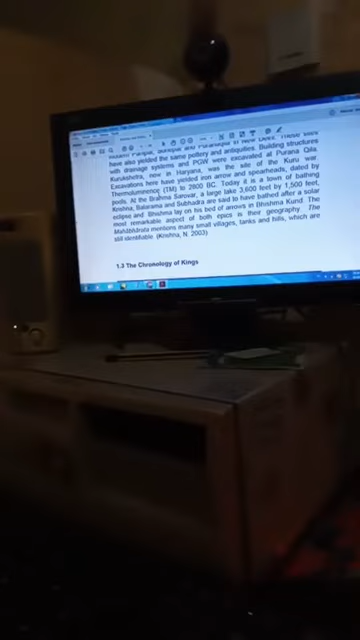 have also yielded the same pottery and antiquities. Building structures
with drainage systems and PGW were excavated at Purana Qila.
Kurukshetra, now in Haryana, was the site of the Kuru war.
Excavations here have yielded iron arrow and spearheads, dated by
Thermoluminence (TM) to 2800 BC. Today it is a town of bathing
pools. At the Brahma Sarovar, a large lake 3,600 feet by 1,500 feet,
Krishna, Balarama and Subhadra are said to have bathed after a solar
eclipse and Bhishma lay on his bed of arrows in Bhishma Kund. The
most remarkable aspect of both epics is their geography. The
Mahabharata mentions many small villages, tanks and hills, which are
still identifiable (Krishna, N. 2003)
1.3 The Chronology of Kings